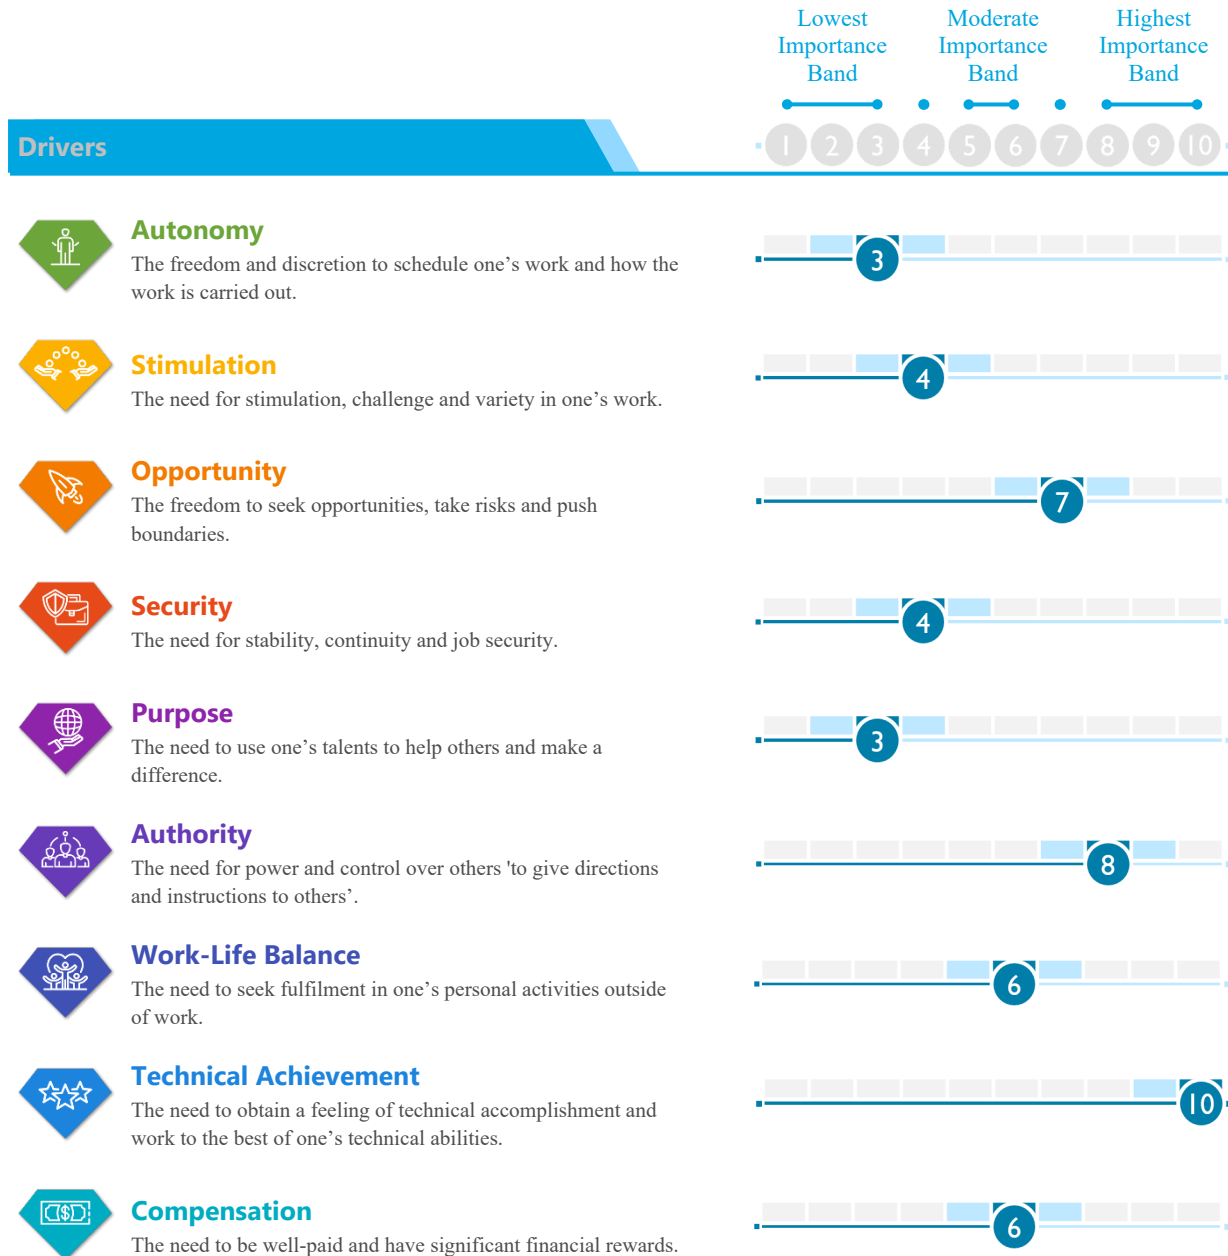 Lowest
Importance
Band
Moderate
Importance
Band
Highest
Importance
Band
Drivers
1 2 3 4 5 6 7 8 9 10
Autonomy
The freedom and discretion to schedule one’s work and how the
work is carried out.
3
Stimulation
The need for stimulation, challenge and variety in one’s work.
4
Opportunity
The freedom to seek opportunities, take risks and push
boundaries.
7
Security
The need for stability, continuity and job security.
4
Purpose
The need to use one’s talents to help others and make a
difference.
3
Authority
The need for power and control over others 'to give directions
and instructions to others’.
8
Work-Life Balance
The need to seek fulfilment in one’s personal activities outside
of work.
6
Technical Achievement
The need to obtain a feeling of technical accomplishment and
work to the best of one’s technical abilities.
10
Compensation
The need to be well-paid and have significant financial rewards.
6